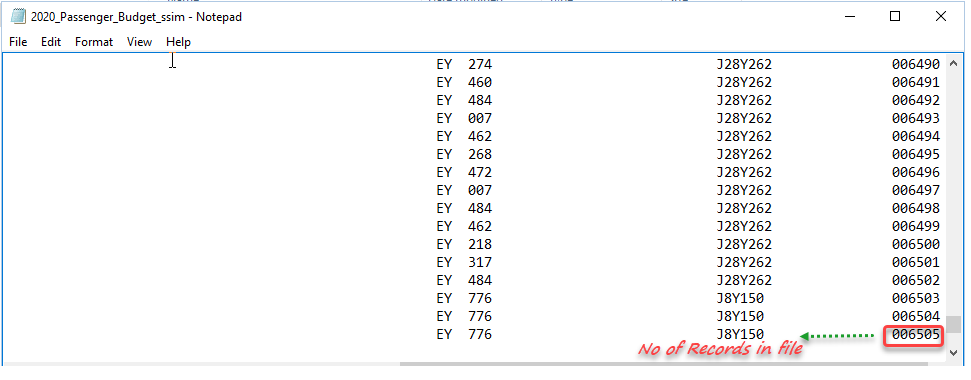 2020_Passenger_Budget_ssim - Notepad
File Edit Format View Help
EY 274 J28Y262 006490
EY 460 J28Y262 006491
EY 484 J28Y262 006492
EY 007 J28Y262 006493
EY 462 J28Y262 006494
EY 268 J28Y262 006495
EY 472 J28Y262 006496
EY 007 J28Y262 006497
EY 484 J28Y262 006498
EY 462 J28Y262 006499
EY 218 J28Y262 006500
EY 317 J28Y262 006501
EY 484 J28Y262 006502
EY 776 J8Y150 006503
EY 776 J8Y150 006504
EY 776 J8Y150 006505
No of Records in file